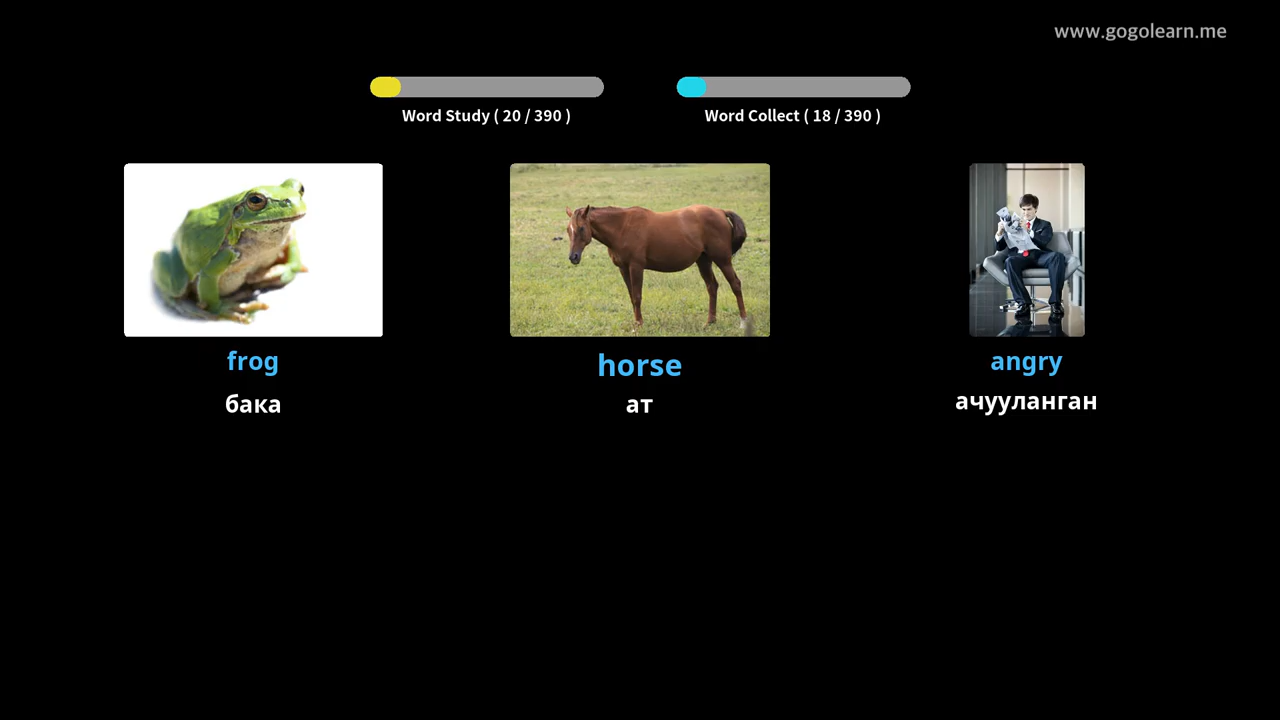 www.gogolearn.me
Word Study ( 20 / 390 )
Word Collect ( 18 / 390 )
frog
horse
angry
бака
ат
ачууланган